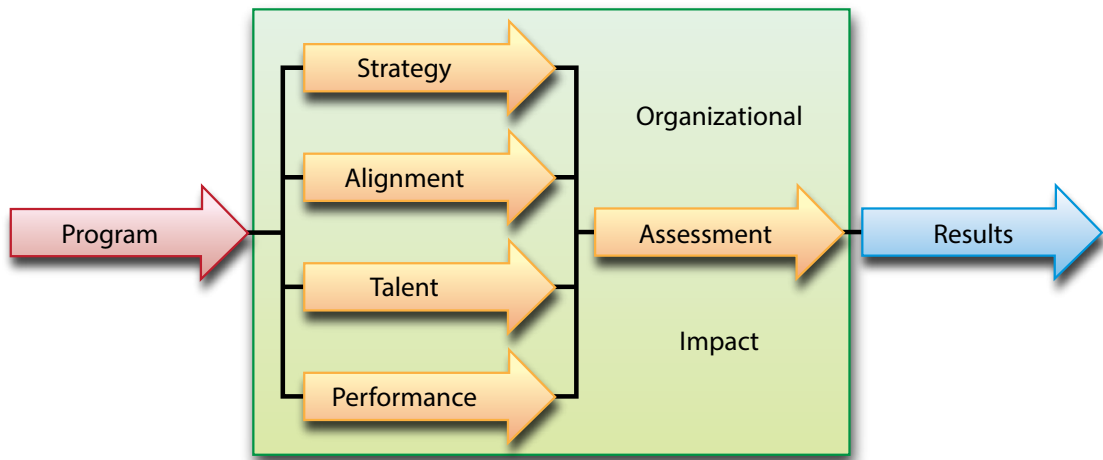 Program
Strategy
Alignment
Talent
Performance
Organizational
Assessment
Impact
Results